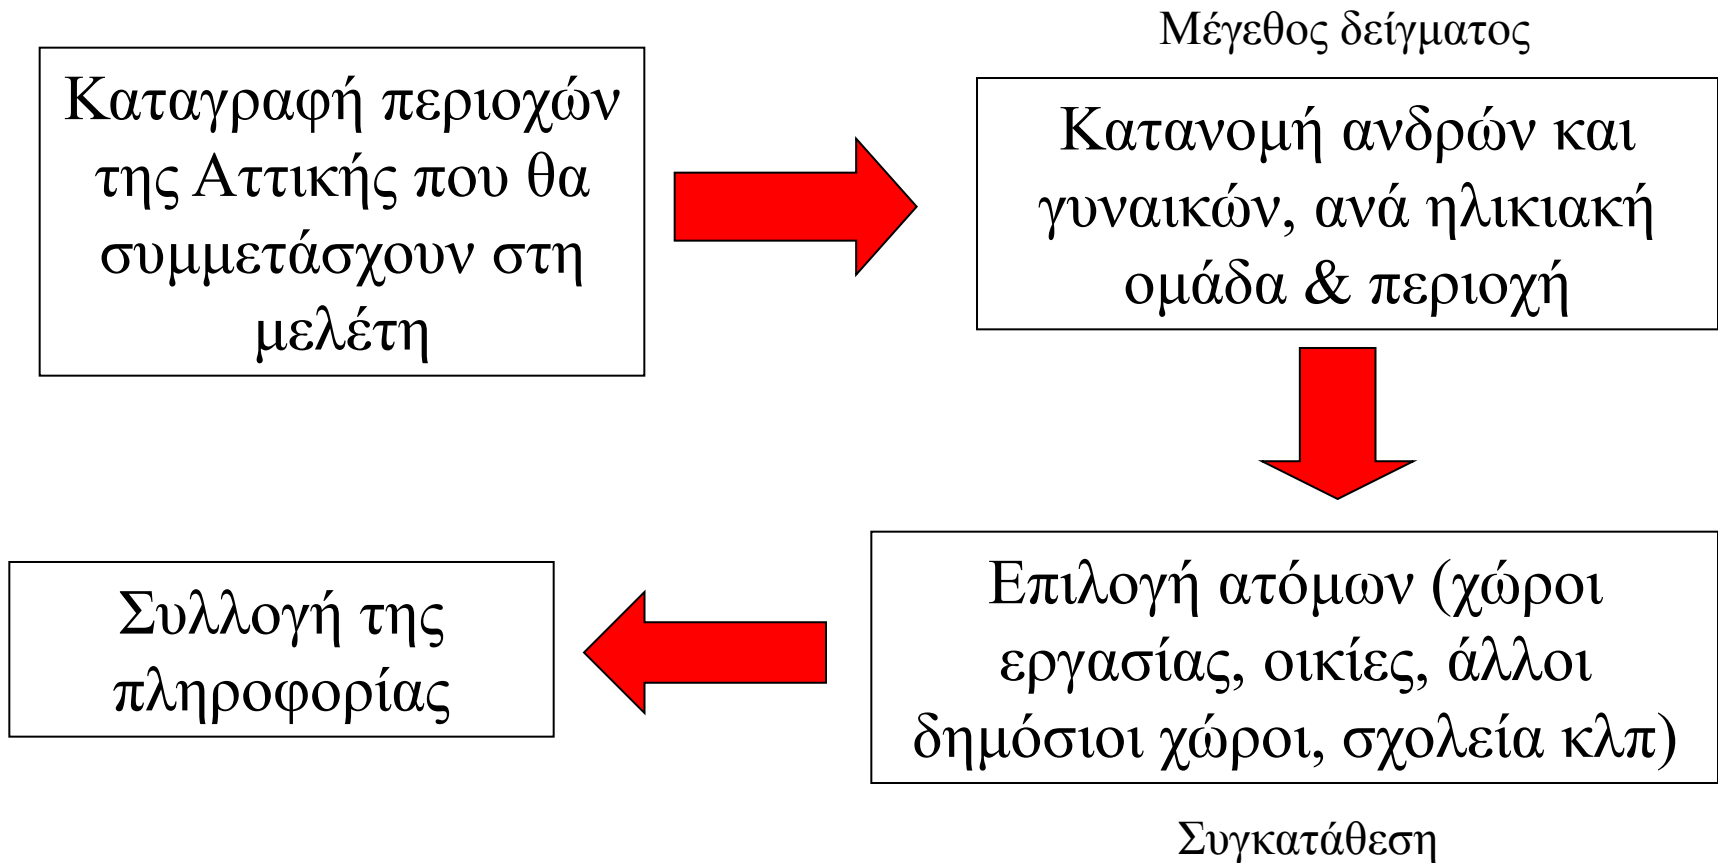 Καταγραφή περιοχών
της Αττικής που θα
συμμετάσχουν στη
μελέτη
Μέγεθος δείγματος
Κατανομή ανδρών και
γυναικών, ανά ηλικιακή
ομάδα & περιοχή
Επιλογή ατόμων (χώροι
εργασίας, οικίες, άλλοι
δημόσιοι χώροι, σχολεία κλπ)
Συγκατάθεση
Συλλογή της
πληροφορίας